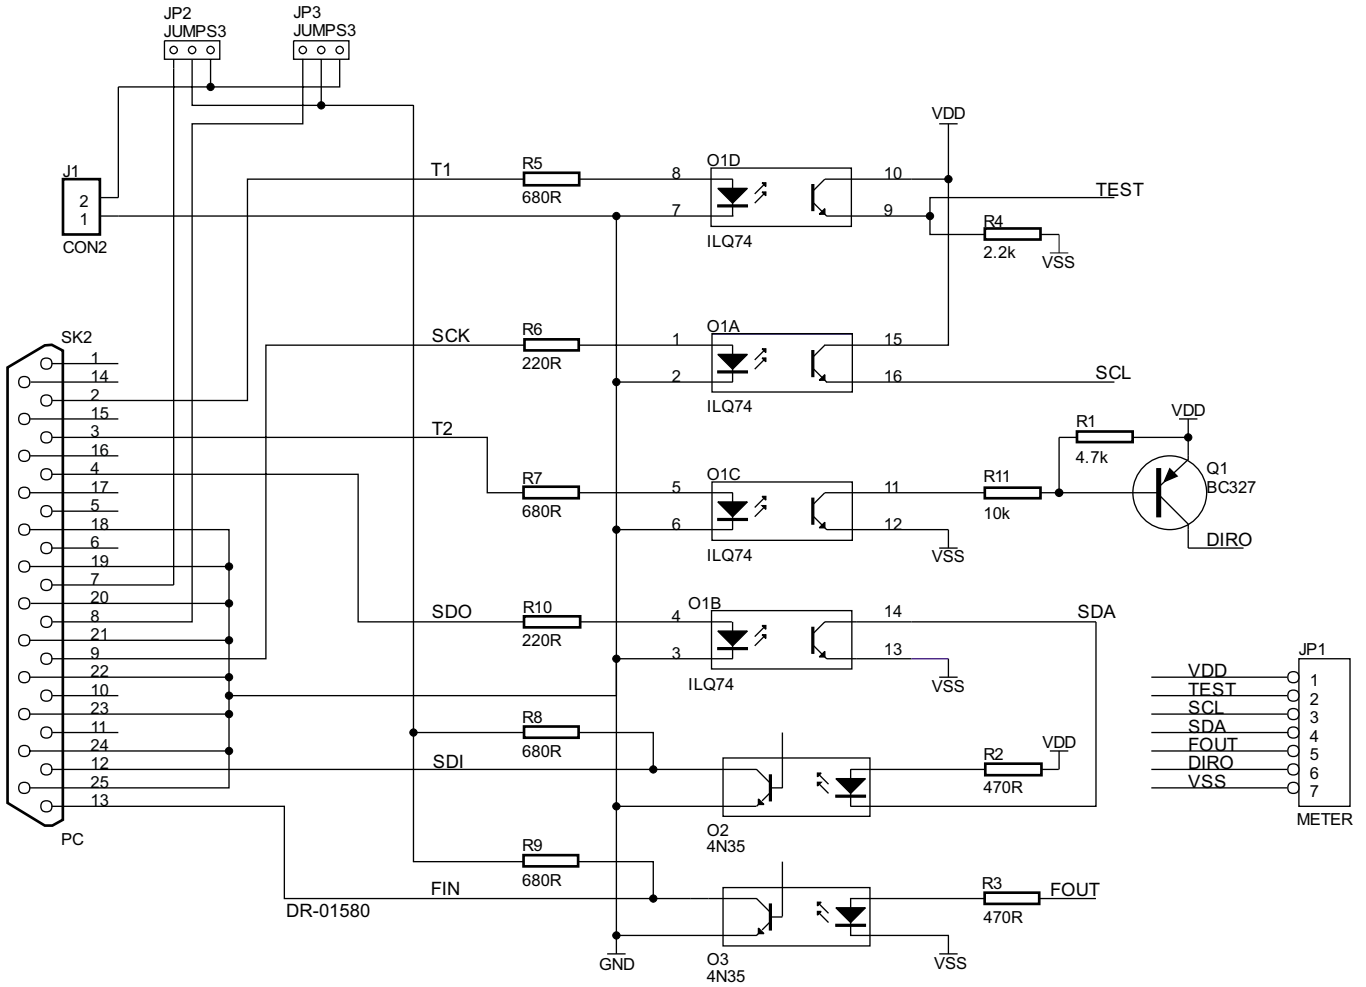 JP2
JUMPS3
JP3
JUMPS3
VDD
J1
2
1
CON2
T1
R5
680R
8
7
O1D
ILQ74
10
9
TEST
R4
2.2k
VSS
SCK
R6
220R
1
2
O1A
ILQ74
15
16
SCL
SK2
1
14
2
15
3
16
4
17
5
18
6
19
7
20
8
21
9
22
10
23
11
24
12
25
13
PC
T2
R7
680R
5
6
O1C
ILQ74
11
12
VSS
R11
10k
R1
4.7k
VDD
Q1
BC327
DIRO
SDO
R10
220R
4
3
O1B
ILQ74
14
13
VSS
SDA
R8
680R
SDI
O2
4N35
R2
470R
VDD
R9
680R
FIN
DR-01580
GND
O3
4N35
R3
470R
FOUT
VSS
JP1
VDD 1
TEST 2
SCL 3
SDA 4
FOUT 5
DIRO 6
VSS 7
METER